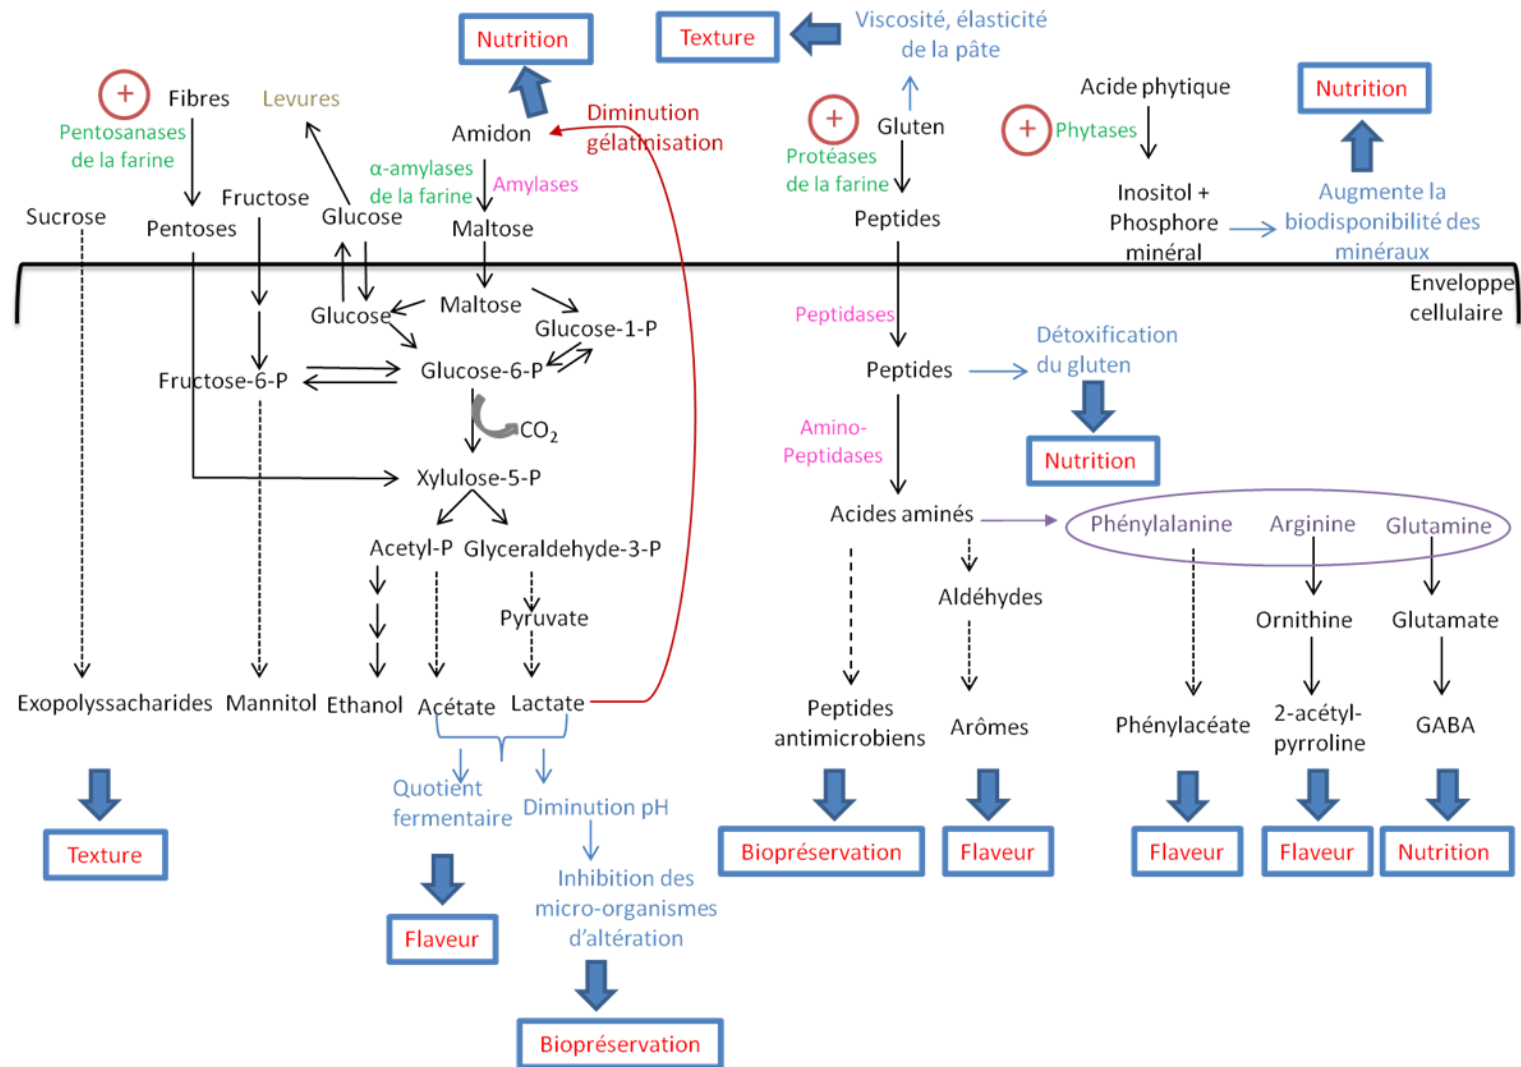 Nutrition
Texture
Viscosité, élasticité
de la pâte
+
Fibres
Levures
Pentosanases
de la farine
Diminution
gélatinisation
Amidon
α-amylases
de la farine
Amylases
+
Gluten
Protéases
de la farine
Acide phytique
+
Phytases
Nutrition
Sucrose
Pentoses
Fructose
Glucose
Maltose
Peptides
Inositol +
Phosphore
minéral
Augmente la
biodisponibilité des
minéraux
Enveloppe
cellulaire
Glucose
Maltose
Glucose-1-P
Fructose-6-P
Glucose-6-P
CO2
Xylulose-5-P
Acetyl-P
Glyceraldehyde-3-P
Pyruvate
Peptidases
Peptides
Détoxification
du gluten
Nutrition
Amino-
Peptidases
Acides aminés
Phénylalanine
Arginine
Glutamine
Aldéhydes
Ornithine
Glutamate
Exopolyssacharides
Mannitol
Ethanol
Acétate
Lactate
Peptides
antimicrobiens
Arômes
Phénylacéate
2-acétyl-
pyrroline
GABA
Texture
Quotient
fermentaire
Diminution pH
Flaveur
Inhibition des
micro-organismes
d’altération
Biopréservation
Biopréservation
Flaveur
Flaveur
Flaveur
Nutrition